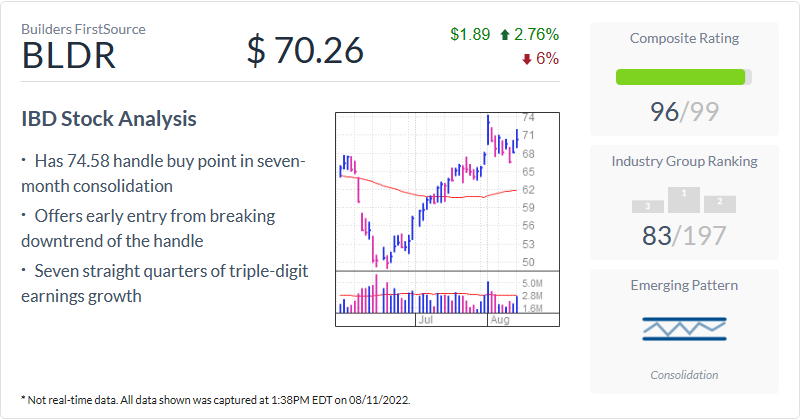 Builders FirstSource
BLDR
$ 70.26
$1.89 2.76%
6%
IBD Stock Analysis
· Has 74.58 handle buy point in seven-
month consolidation
· Offers early entry from breaking
downtrend of the handle
· Seven straight quarters of triple-digit
earnings growth
74
71
68
65
62
59
56
53
50
5.0M
2.8M
1.6M
Jul Aug
Composite Rating
96/99
Industry Group Ranking
3 1 2
83/197
Emerging Pattern
Consolidation
* Not real-time data. All data shown was captured at 1:38PM EDT on 08/11/2022.